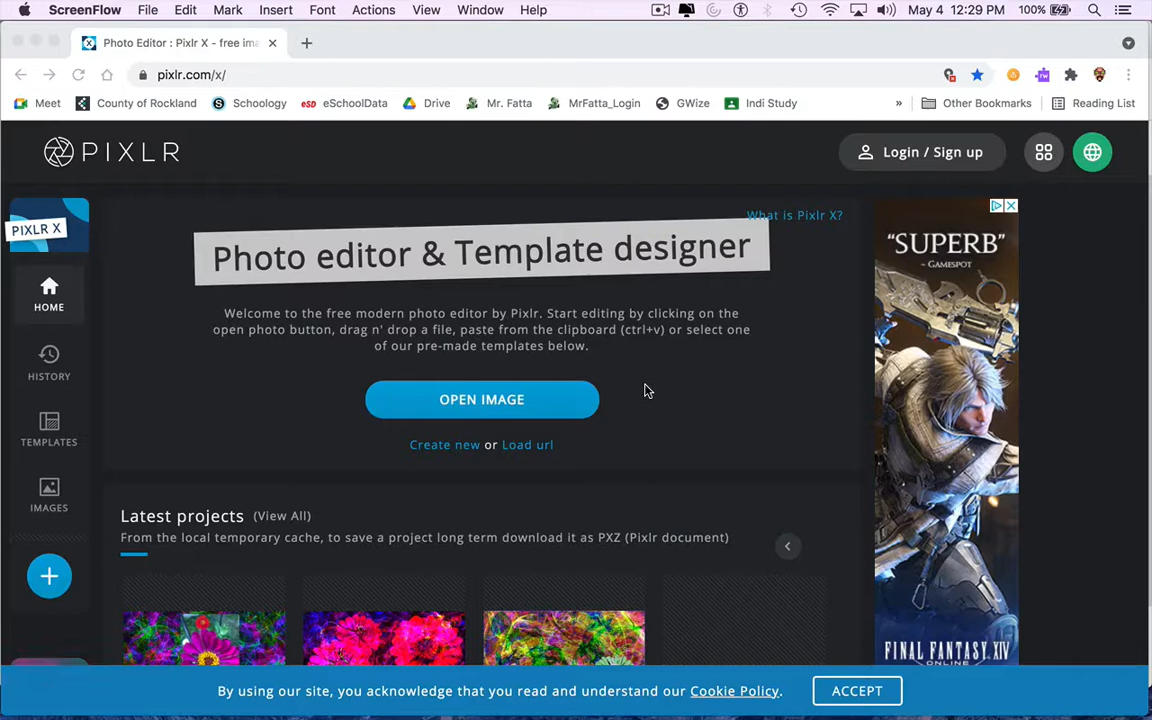 ScreenFlow File Edit Mark Insert Font Actions View Window Help May 4 12:29 PM 100%
Photo Editor : Pixlr X - free ima
pixlr.com/x/
Meet County of Rockland Schoology eSchoolData Drive Mr. Fatta MrFatta_Login GWize Indi Study » Other Bookmarks Reading List
PIXLR Login / Sign up
PIXLR X
What is Pixlr X?
Photo editor & Template designer
HOME
Welcome to the free modern photo editor by Pixlr. Start editing by clicking on the
open photo button, drag n' drop a file, paste from the clipboard (ctrl+v) or select one
of our pre-made templates below.
HISTORY
OPEN IMAGE
TEMPLATES
Create new or Load url
IMAGES
Latest projects (View All)
From the local temporary cache, to save a project long term download it as PXZ (Pixlr document)
"SUPERB"
- GAMESPOT
FINAL FANTASY XIV
ONLINE
By using our site, you acknowledge that you read and understand our Cookie Policy. ACCEPT